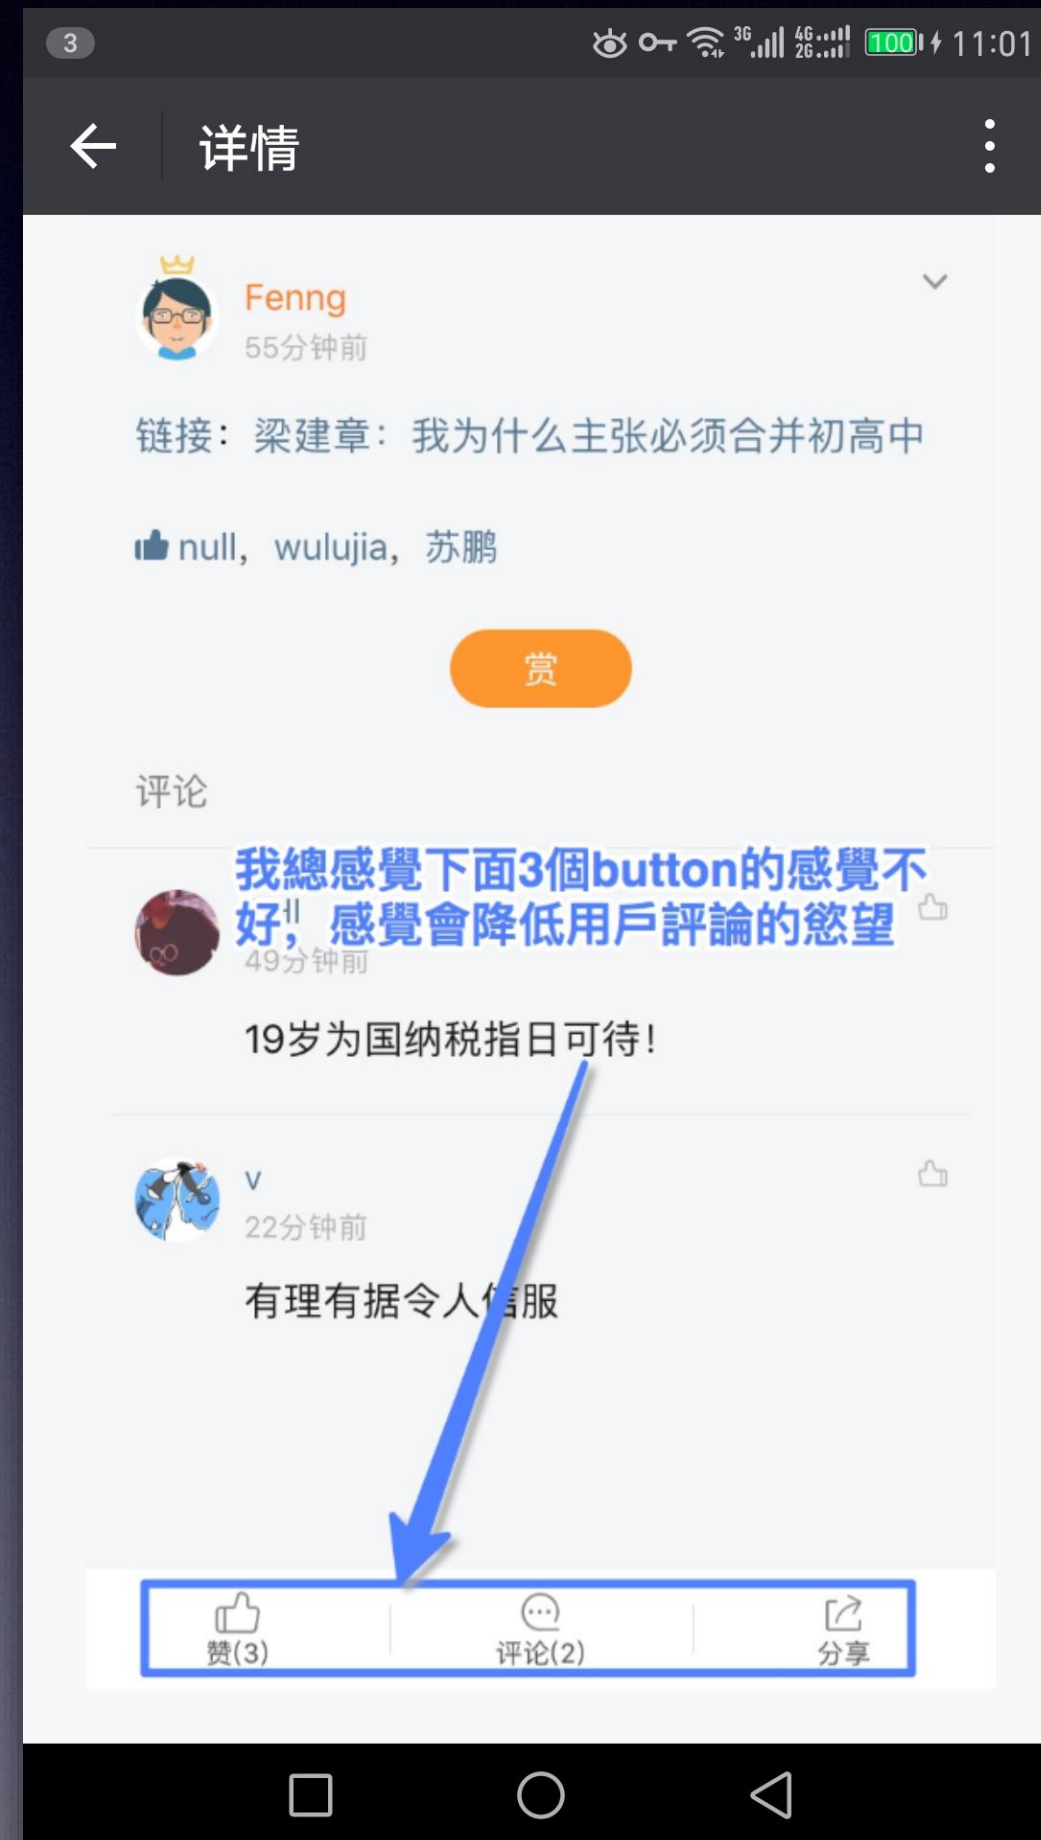 3
3G 4G 2G 100 11:01
详情
Fenng
55分钟前
链接：梁建章：我为什么主张必须合并初高中
null，wulujia，苏鹏
赏
评论
我總感覺下面3個button的感覺不
好，感覺會降低用戶評論的慾望
49分钟前
19岁为国纳税指日可待！
v
22分钟前
有理有据令人信服
赞(3)
评论(2)
分享